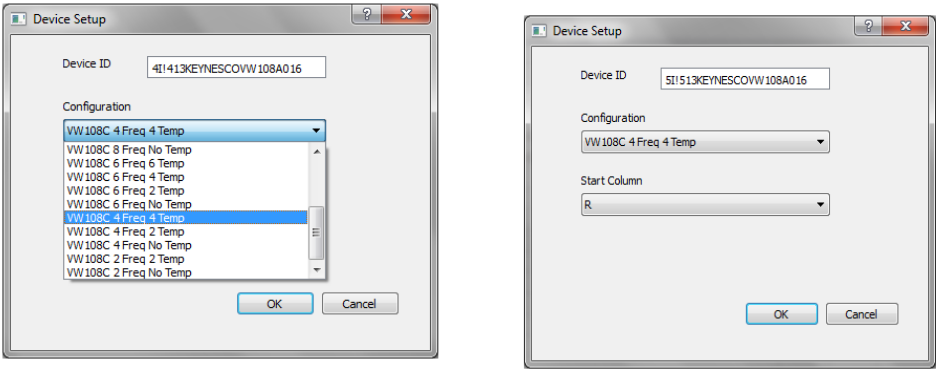 Device Setup
Device ID
4I!413KEYNESCOVW108A016
Configuration
VW108C 4 Freq 4 Temp
VW108C 8 Freq No Temp
VW108C 6 Freq 6 Temp
VW108C 6 Freq 4 Temp
VW108C 6 Freq 2 Temp
VW108C 6 Freq No Temp
VW108C 4 Freq 4 Temp
VW108C 4 Freq 2 Temp
VW108C 4 Freq No Temp
VW108C 2 Freq 2 Temp
VW108C 2 Freq No Temp
OK
Cancel
Device Setup
Device ID
5I!513KEYNESCOVW108A016
Configuration
VW108C 4 Freq 4 Temp
Start Column
R
OK
Cancel